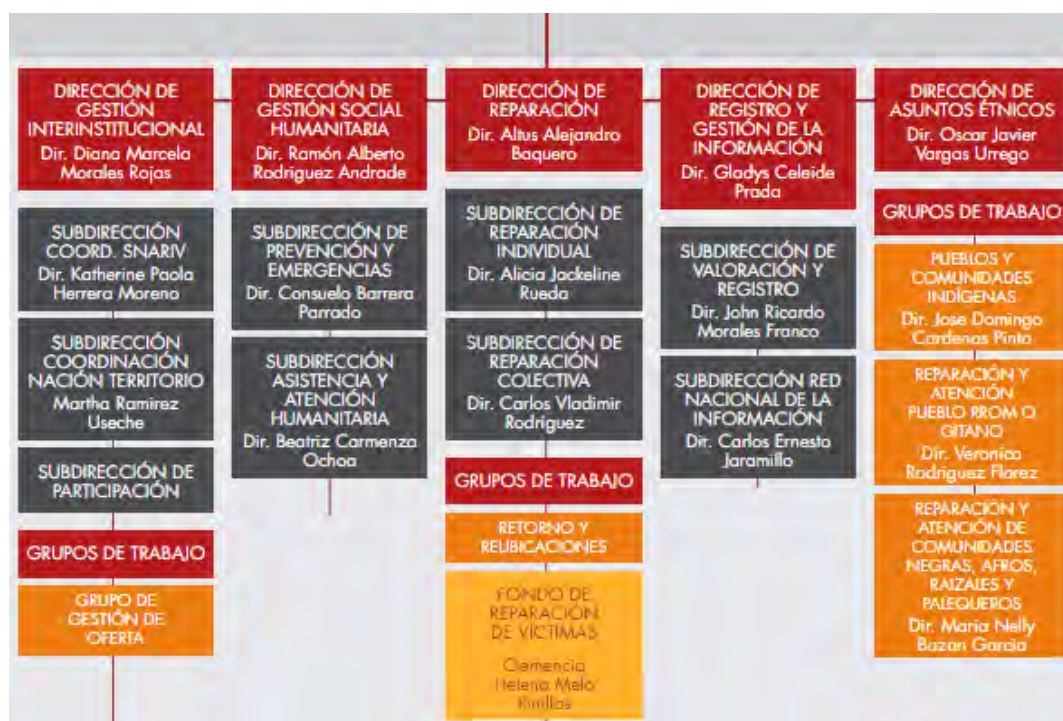 DIRECCIÓN DE
GESTIÓN
INTERINSTITUCIONAL
Dir. Diana Marcela
Morales Rojas
SUBDIRECCIÓN
COORD. SNARIV
Dir. Katherine Paola
Herrera Moreno
SUBDIRECCIÓN
COORDINACIÓN
NACIÓN TERRITORIO
Martha Ramirez
Useche
SUBDIRECCIÓN DE
PARTICIPACIÓN
GRUPOS DE TRABAJO
GRUPO DE
GESTIÓN DE
OFERTA
DIRECCIÓN DE
GESTIÓN SOCIAL
HUMANITARIA
Dir. Ramón Alberto
Rodriguez Andrade
SUBDIRECCIÓN DE
PREVENCIÓN Y
EMERGENCIAS
Dir. Consuelo Barrera
Parrado
SUBDIRECCIÓN
ASISTENCIA Y
ATENCIÓN
HUMANITARIA
Dir. Beatriz Carmenza
Ochoa
DIRECCIÓN DE
REPARACIÓN
Dir. Altus Alejandro
Baquero
SUBDIRECCIÓN DE
REPARACIÓN
INDIVIDUAL
Dir. Alicia Jackeline
Rueda
SUBDIRECCIÓN DE
REPARACIÓN
COLECTIVA
Dir. Carlos Vladimir
Rodríguez
GRUPOS DE TRABAJO
RETORNO Y
REUBICACIONES
FONDO DE
REPARACIÓN
DE VÍCTIMAS
Clemencia
Helena Melo
DIRECCIÓN DE
REGISTRO Y
GESTIÓN DE LA
INFORMACIÓN
Dir. Gladys Celeide
Prada
SUBDIRECCIÓN DE
VALORACIÓN Y
REGISTRO
Dir. John Ricardo
Morales Franco
SUBDIRECCIÓN RED
NACIONAL DE LA
INFORMACIÓN
Dir. Carlos Ernesto
Jaramillo
DIRECCIÓN DE
ASUNTOS ÉTNICOS
Dir. Oscar Javier
Vargas Urrego
GRUPOS DE TRABAJO
PUEBLOS Y
COMUNIDADES
INDÍGENAS
Dir. Jose Domingo
Cardenas Pinto
REPARACIÓN Y
ATENCIÓN
PUEBLO RROM O
GITANO
Dir. Veronica
Rodriguez Florez
REPARACIÓN Y
ATENCIÓN DE
COMUNIDADES
NEGRAS, AFROS,
RAIZALES Y
PALEQUEROS
Dir. Maria Nelly
Bazan Garcia